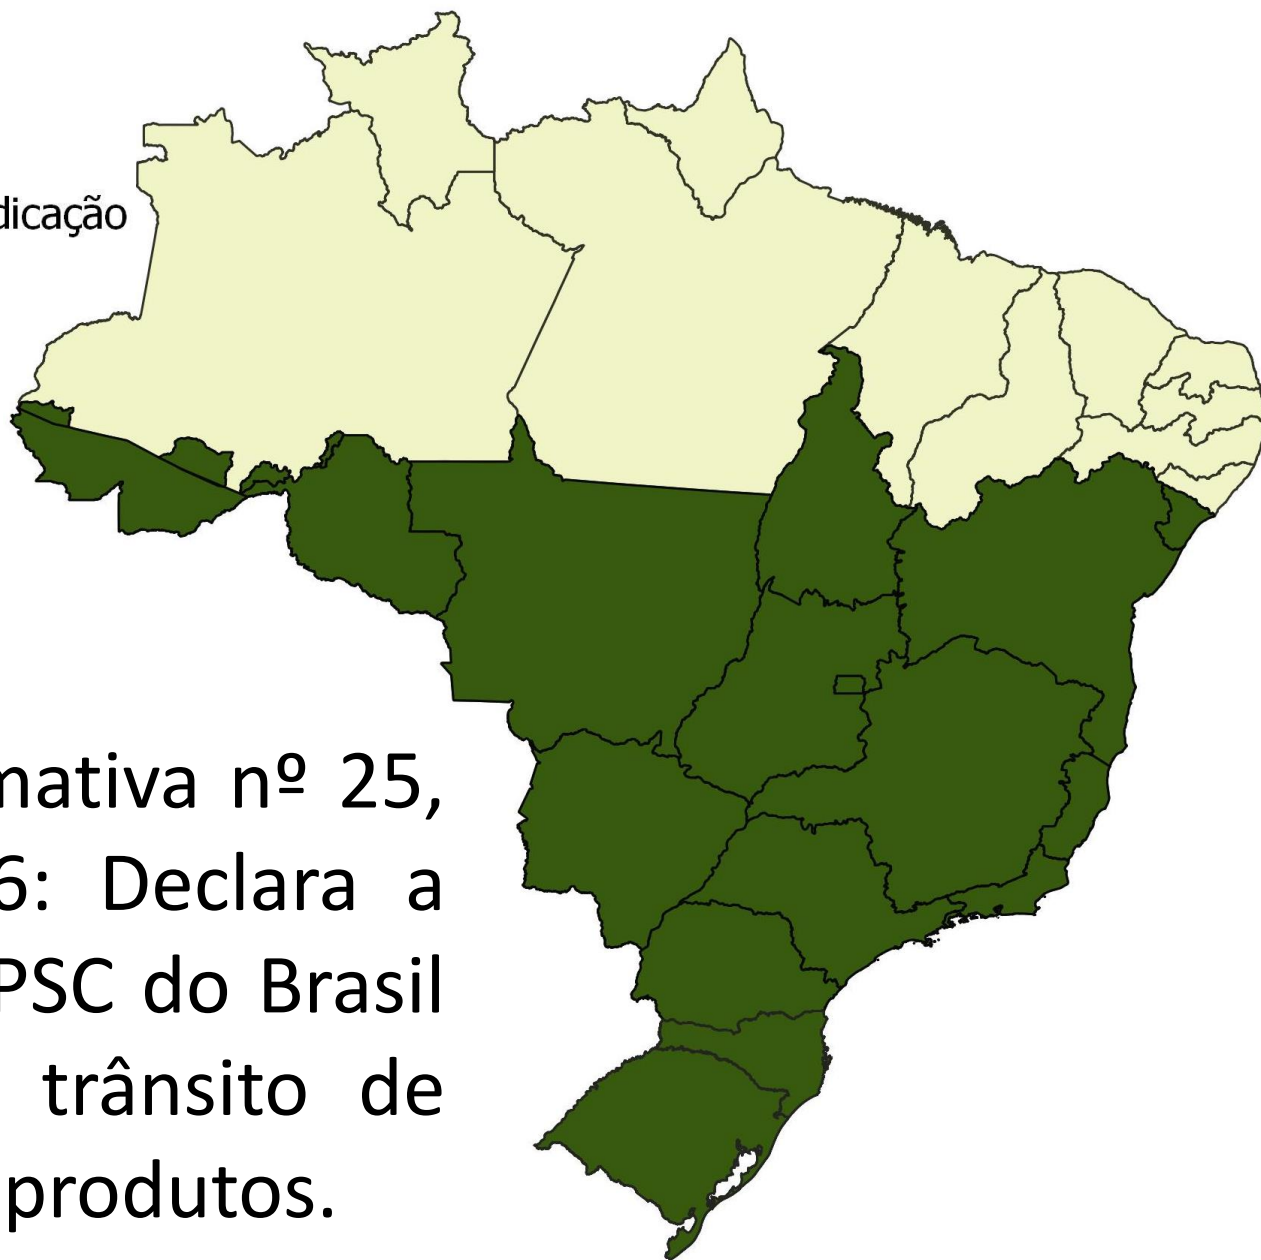 dicação
mativa nº 25,
6: Declara a
PSC do Brasil
trânsito de
produtos.